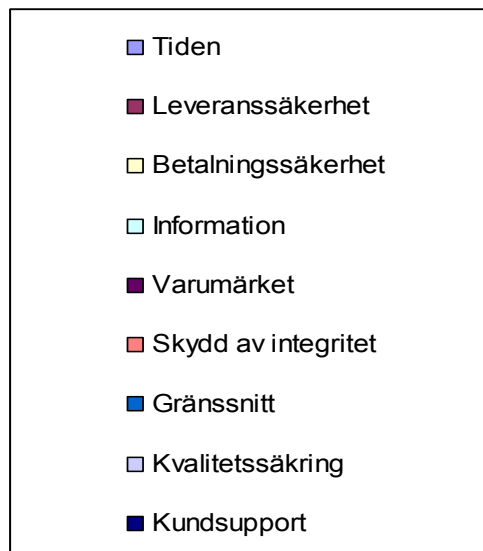 Tiden
Leveranssäkerhet
Betalningssäkerhet
Information
Varumärket
Skydd av integritet
Gränssnitt
Kvalitetssäkring
Kundsupport